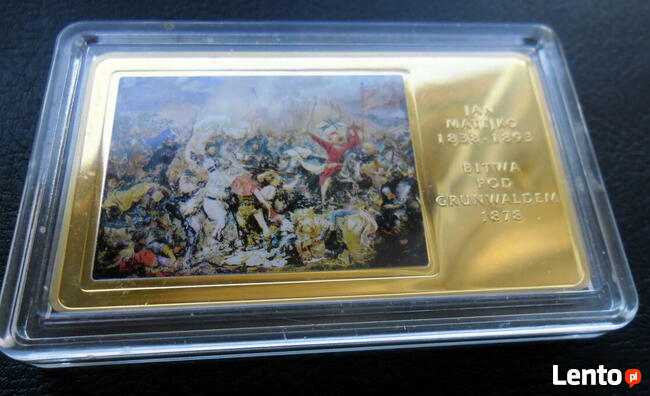 JAN
MATEJKO
1838-1893
BITWA
POD
GRUNWALDEM
1878
Lento.pl